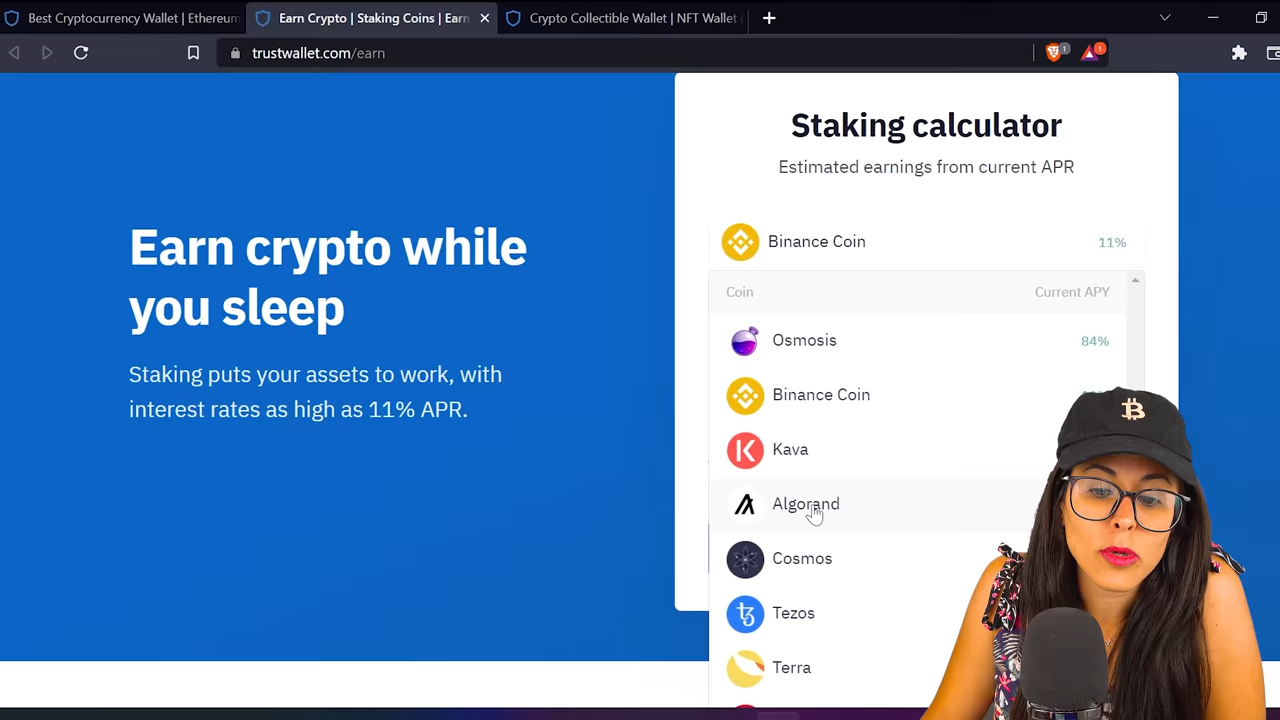 Best Cryptocurrency Wallet | Ethereum
Earn Crypto | Staking Coins | Earn
Crypto Collectible Wallet | NFT Wallet
trustwallet.com/earn
1
1
Earn crypto while
you sleep
Staking puts your assets to work, with
interest rates as high as 11% APR.
Staking calculator
Estimated earnings from current APR
Binance Coin 11%
Coin Current APY
Osmosis 84%
Binance Coin
Kava
Algorand
Cosmos
Tezos
Terra